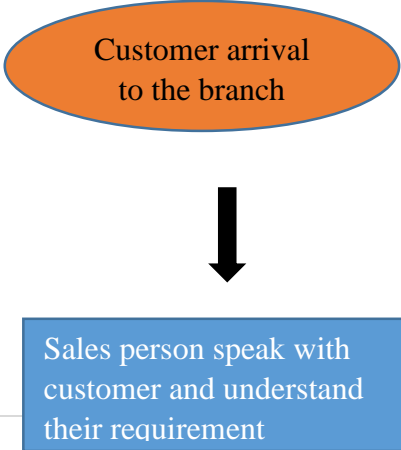 Customer arrival
to the branch
Sales person speak with
customer and understand
their requirement